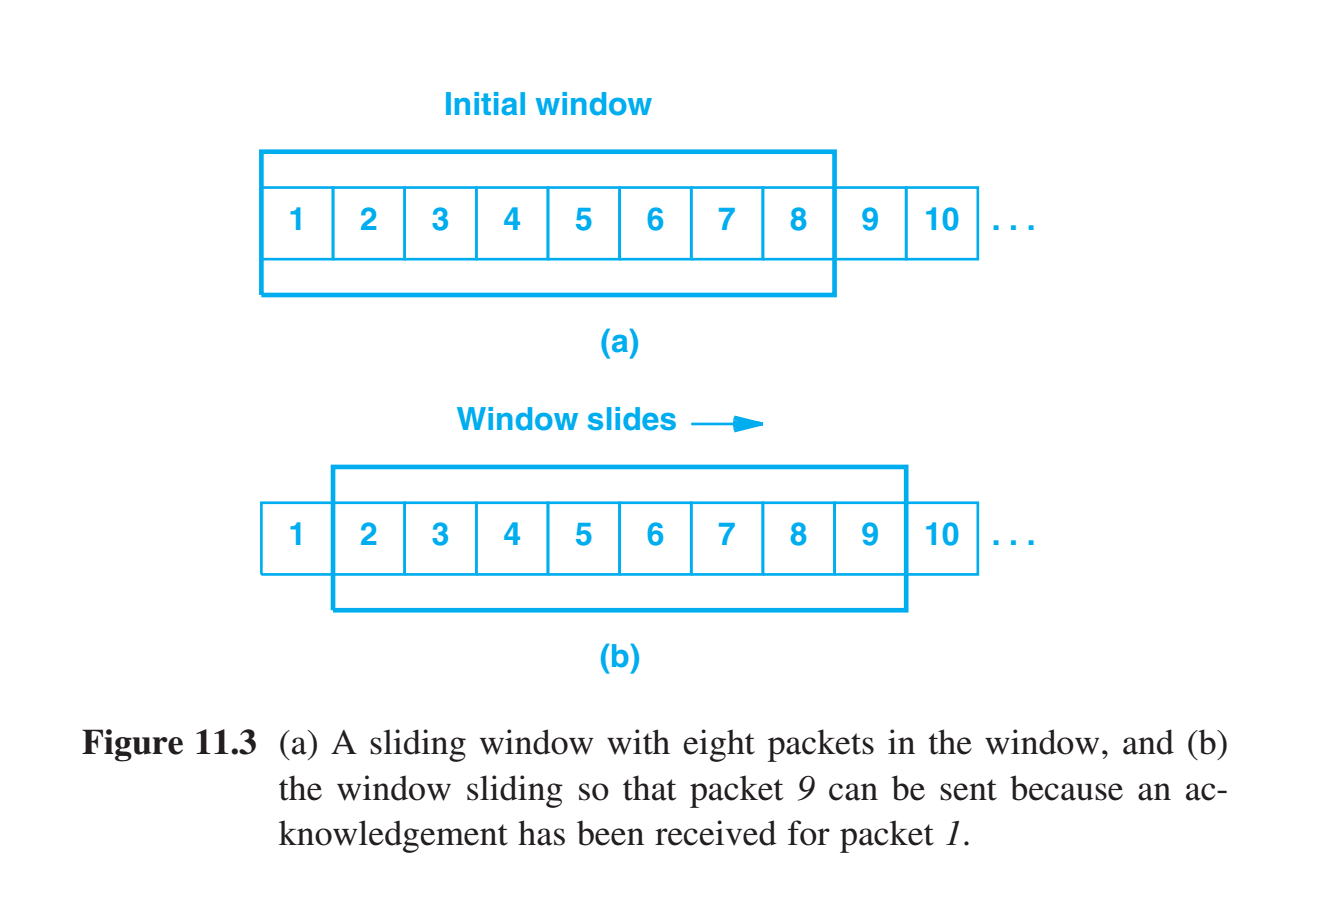 Initial window
1 2 3 4 5 6 7 8 9 10 ...
(a)
Window slides
1 2 3 4 5 6 7 8 9 10 ...
(b)
Figure 11.3 (a) A sliding window with eight packets in the window, and (b)
the window sliding so that packet 9 can be sent because an ac-
knowledgement has been received for packet 1.